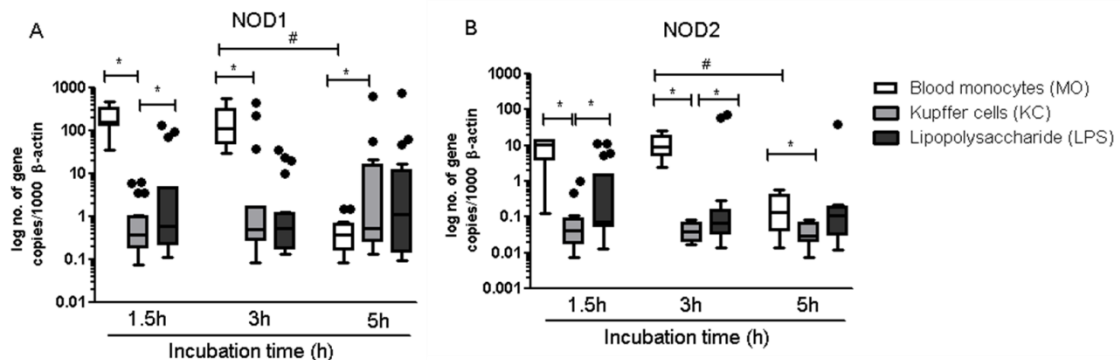 A
NOD1
#
*
*
*
*
log no. of gene
copies/1000 β-actin
1000
100
10
1
0.1
0.01
1.5h
3h
5h
Incubation time (h)
B
NOD2
#
*
*
*
*
*
log no. of gene
copies/1000 β-actin
1000
100
10
1
0.1
0.01
0.001
1.5h
3h
5h
Incubation time (h)
Blood monocytes (MO)
Kupffer cells (KC)
Lipopolysaccharide (LPS)